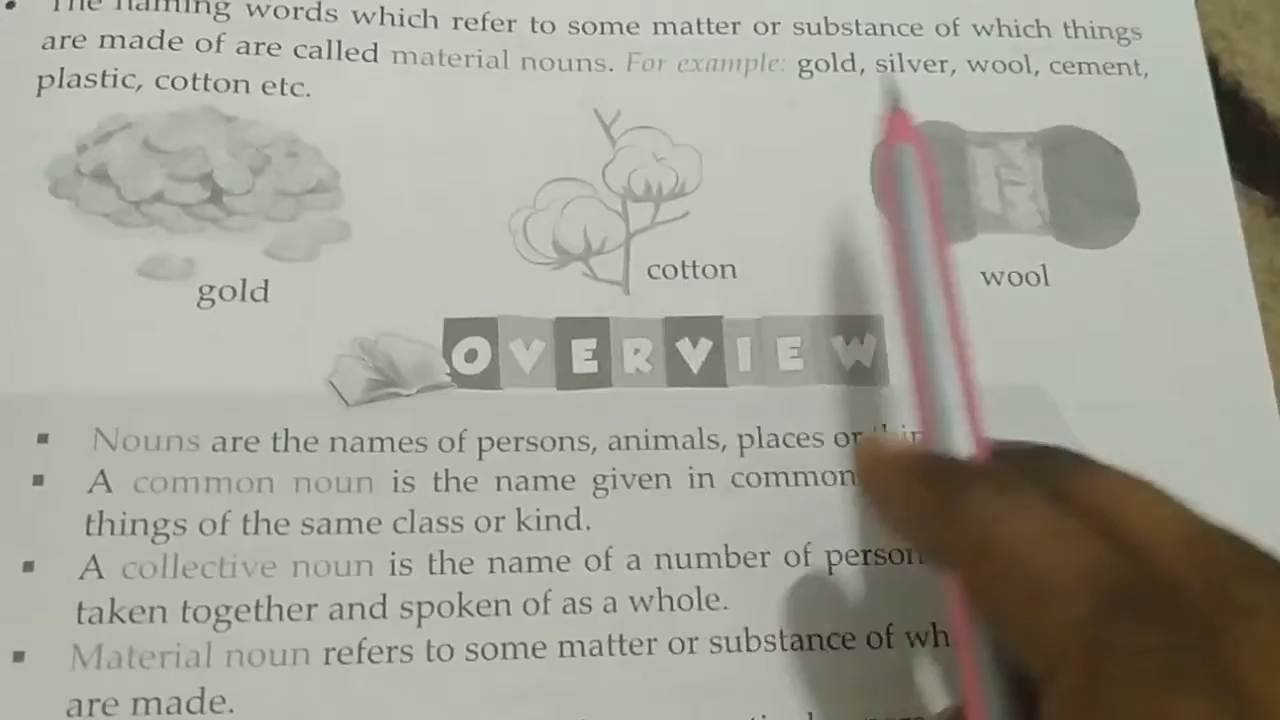 The naming words which refer to some matter or substance of which things
are made of are called material nouns. For example: gold, silver, wool, cement,
plastic, cotton etc.
gold
cotton
wool
OVERVIEW
Nouns are the names of persons, animals, places or
A common noun is the name given in common
things of the same class or kind.
A collective noun is the name of a number of person
taken together and spoken of as a whole.
Material noun refers to some matter or substance of wh
are made.